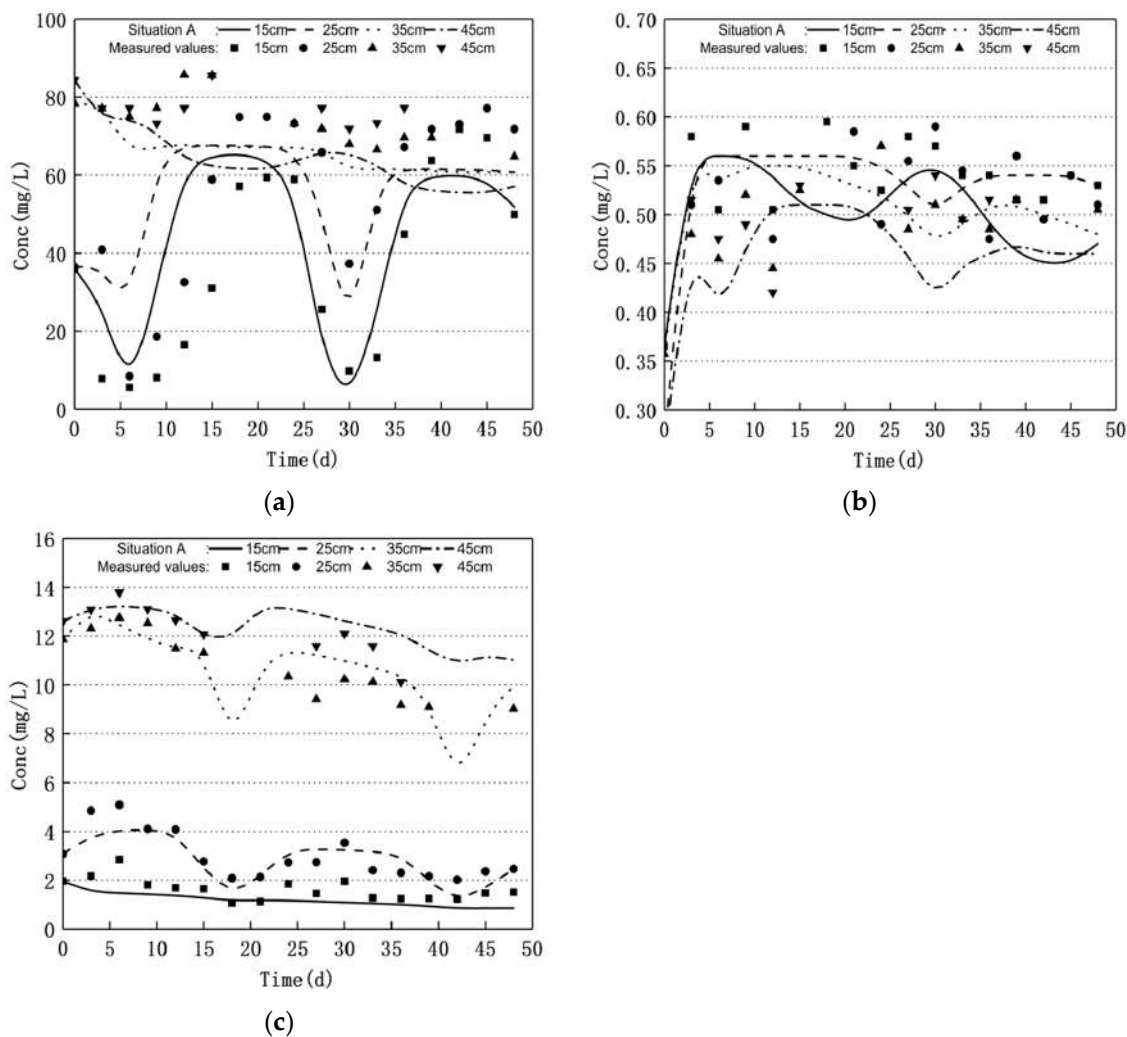 Situation A : 15cm 25cm 35cm 45cm
Measured values: 15cm 25cm 35cm 45cm
100
80
60
40
20
0
Conc(mg/L)
0 5 10 15 20 25 30 35 40 45 50
Time(d)
(a)
Situation A : 15cm 25cm 35cm 45cm
Measured values: 15cm 25cm 35cm 45cm
0.70
0.65
0.60
0.55
0.50
0.45
0.40
0.35
0.30
Conc(mg/L)
0 5 10 15 20 25 30 35 40 45 50
Time(d)
(b)
Situation A : 15cm 25cm 35cm 45cm
Measured values: 15cm 25cm 35cm 45cm
16
14
12
10
8
6
4
2
0
Conc(mg/L)
0 5 10 15 20 25 30 35 40 45 50
Time(d)
(c)